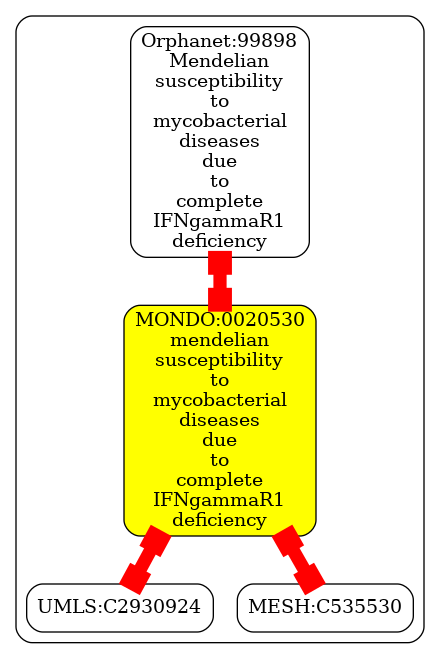 Orphanet:99898
Mendelian
susceptibility
to
mycobacterial
diseases
due
to
complete
IFNgammaR1
deficiency
MONDO:0020530
mendelian
susceptibility
to
mycobacterial
diseases
due
to
complete
IFNgammaR1
deficiency
UMLS:C2930924
MESH:C535530